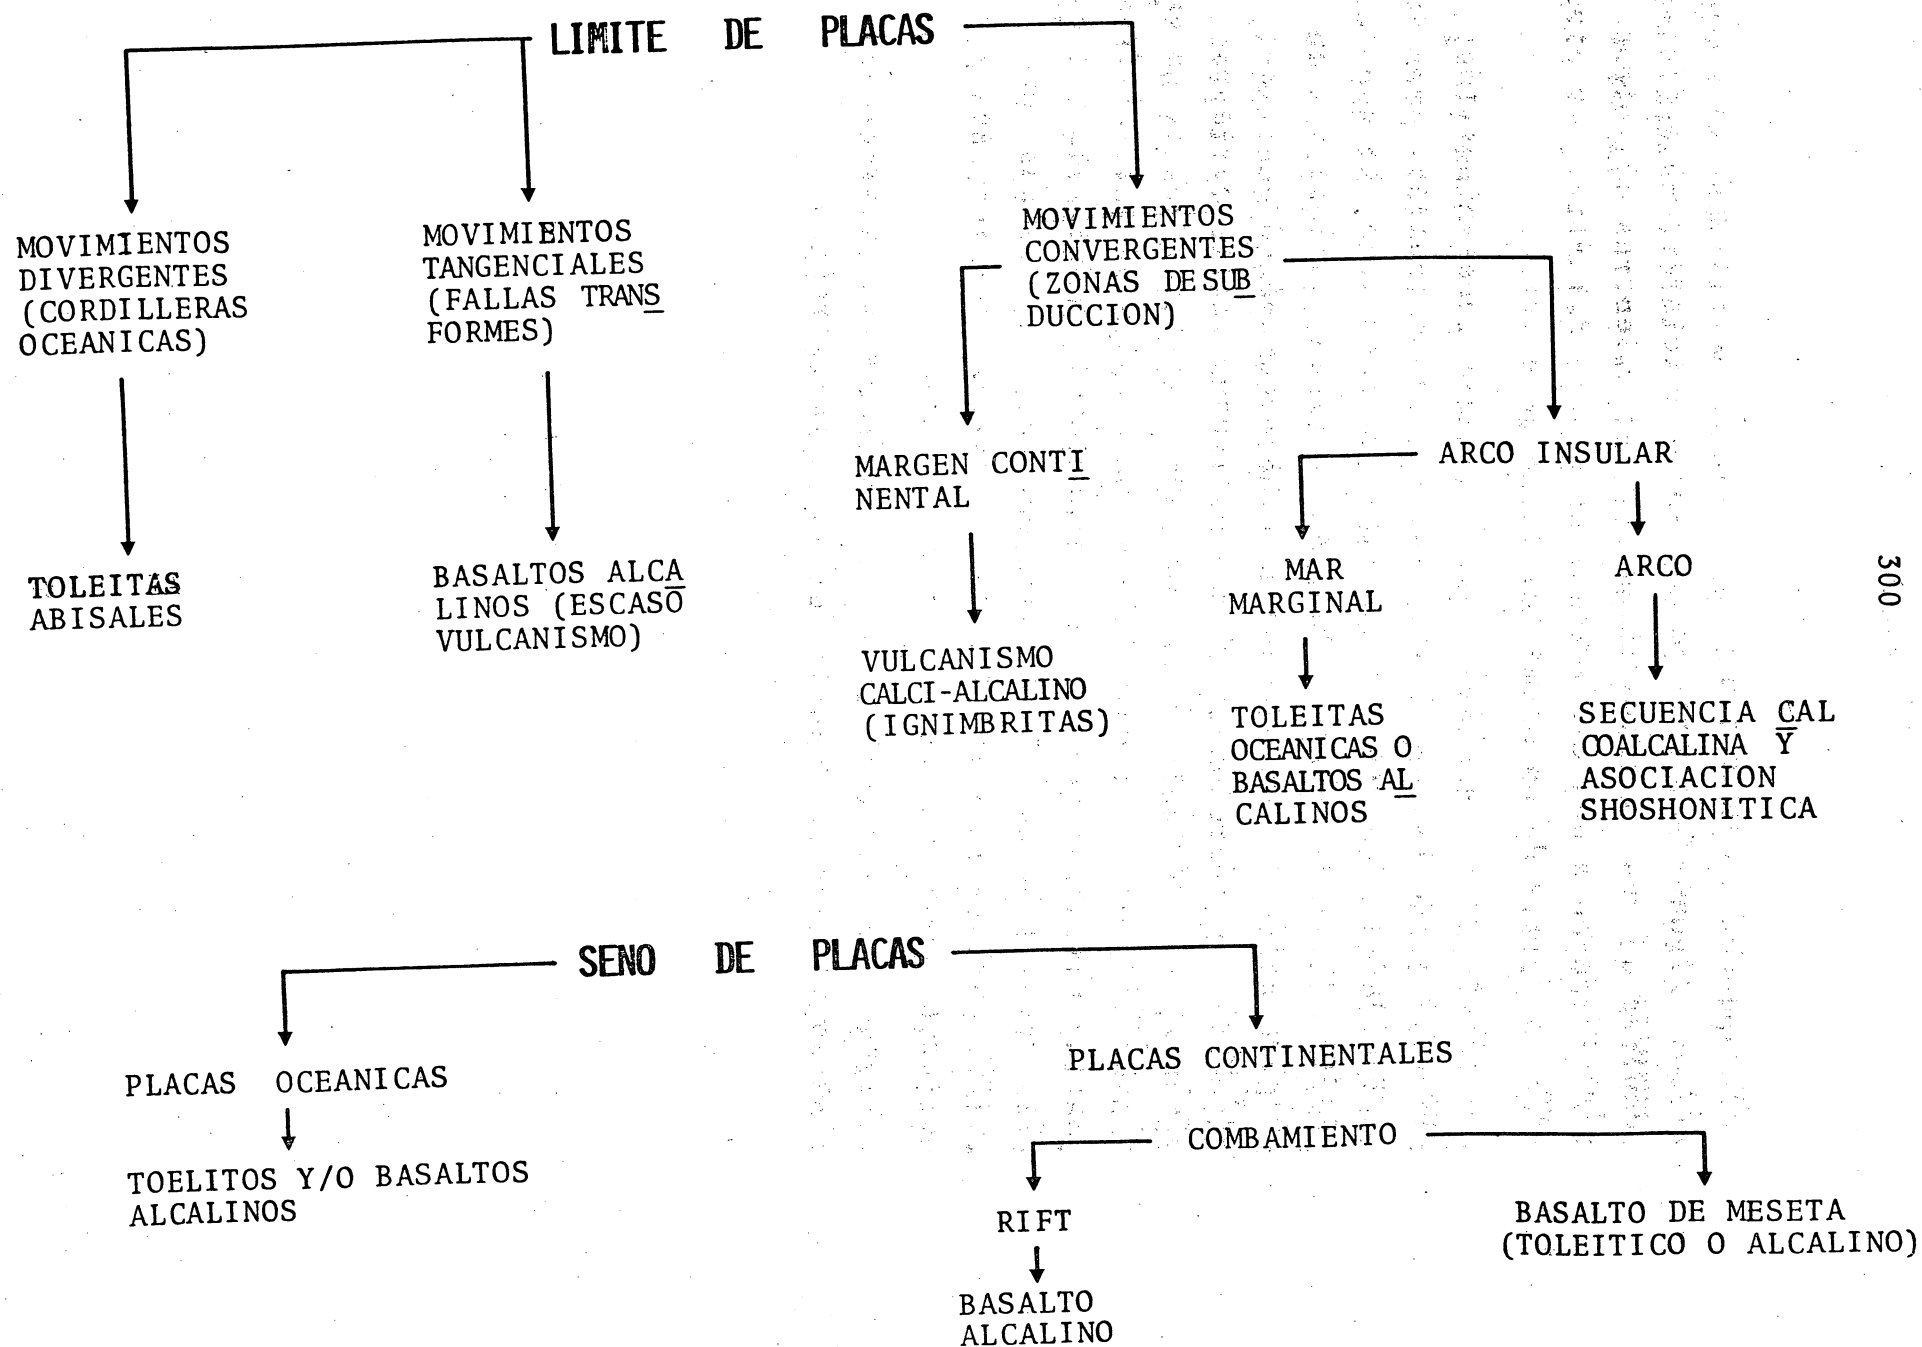 LIMITE DE PLACAS
MOVIMIENTOS
DIVERGENTES
(CORDILLERAS
OCEANICAS)
MOVIMIENTOS
TANGENCIALES
(FALLAS TRANS
FORMES)
MOVIMIENTOS
CONVERGENTES
(ZONAS DE SUB
DUCCION)
MARGEN CONTI
NENTAL
ARCO INSULAR
TOLEITAS
ABISALES
BASALTOS ALCA
LINOS (ESCASO
VULCANISMO)
MAR
MARGINAL
ARCO
300
VULCANISMO
CALCI-ALCALINO
(IGNIMBRITAS)
TOLEITAS
OCEANICAS O
BASALTOS AL
CALINOS
SECUENCIA CAL
COALCALINA Y
ASOCIACION
SHOSHONITICA
SENO DE PLACAS
PLACAS OCEANICAS
PLACAS CONTINENTALES
TOELITOS Y/O BASALTOS
ALCALINOS
COMBAMIENTO
RIFT
BASALTO DE MESETA
(TOLEITICO O ALCALINO)
BASALTO
ALCALINO